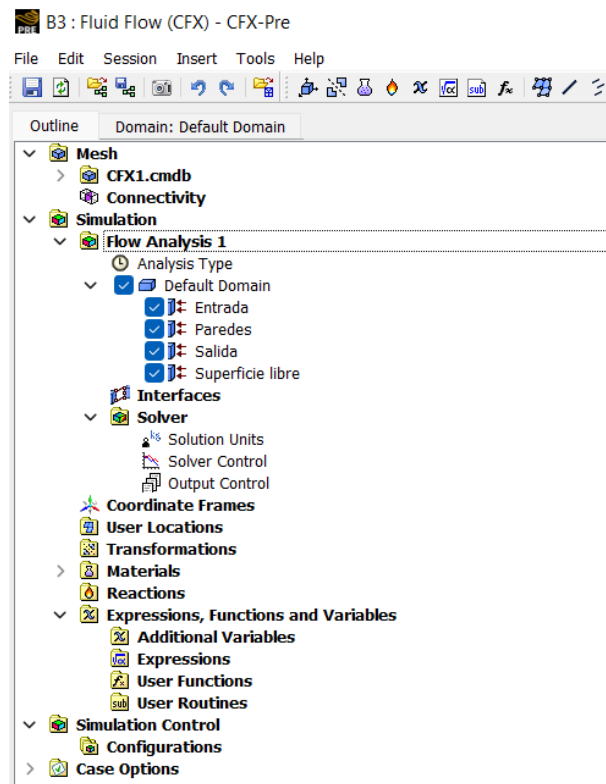 B3 : Fluid Flow (CFX) - CFX-Pre
File Edit Session Insert Tools Help
Outline Domain: Default Domain
Mesh
CFX1.cmdb
Connectivity
Simulation
Flow Analysis 1
Analysis Type
Default Domain
Entrada
Paredes
Salida
Superficie libre
Interfaces
Solver
Solution Units
Solver Control
Output Control
Coordinate Frames
User Locations
Transformations
Materials
Reactions
Expressions, Functions and Variables
Additional Variables
Expressions
User Functions
User Routines
Simulation Control
Configurations
Case Options